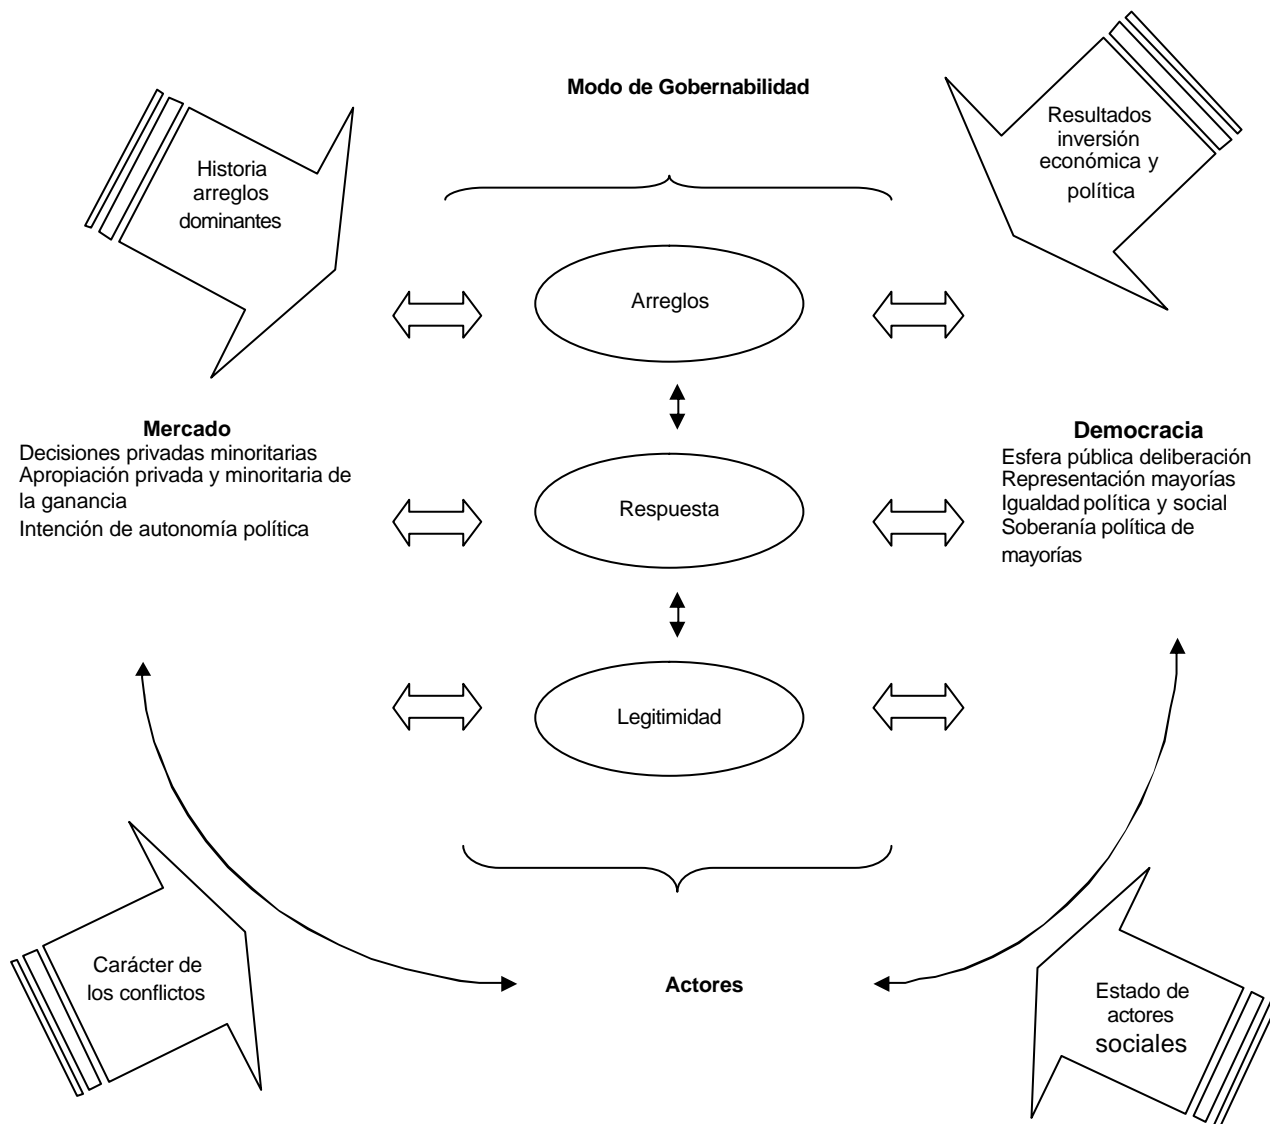 Modo de Gobernabilidad
Historia
arreglos
dominantes
Resultados
inversión
económica y
política
Arreglos
Mercado
Decisiones privadas minoritarias
Apropiación privada y minoritaria de
la ganancia
Intención de autonomía política
Respuesta
Democracia
Esfera pública deliberación
Representación mayorías
Igualdad política y social
Soberanía política de
mayorías
Legitimidad
Carácter de
los conflictos
Actores
Estado de
actores
sociales